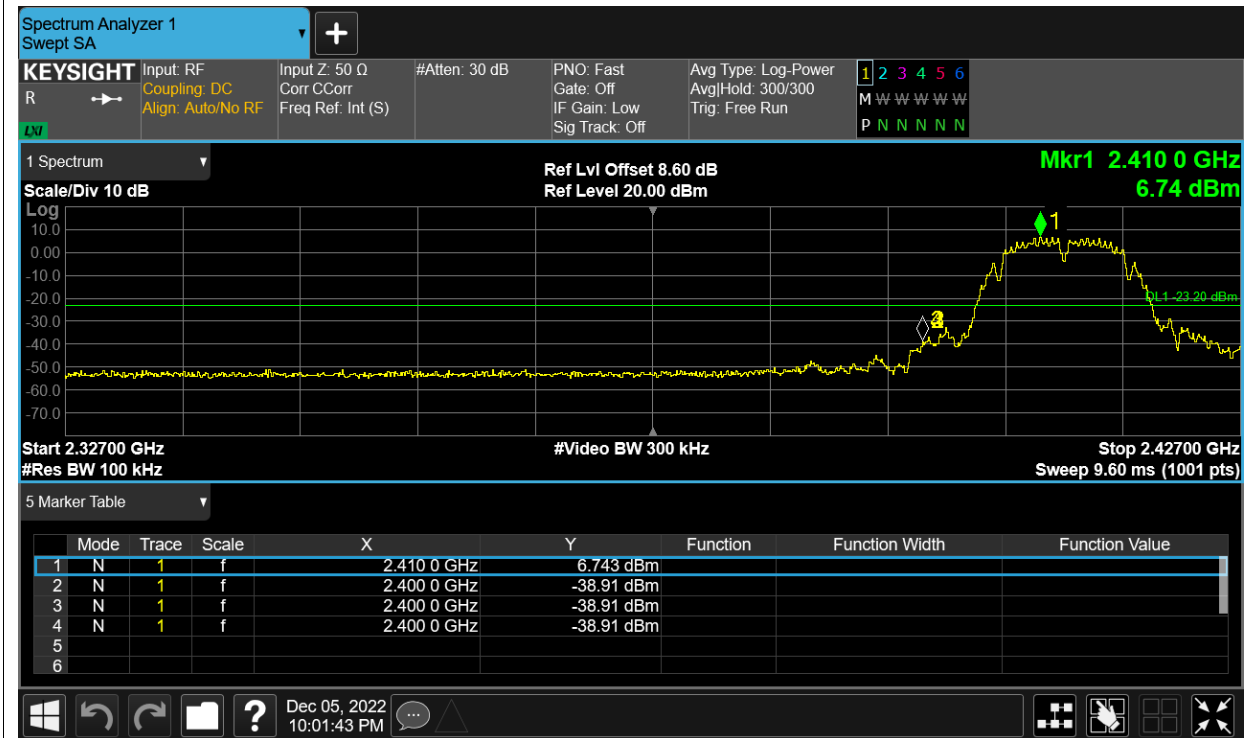 Spectrum Analyzer 1
Swept SA
+
KEYSIGHT Input: RF Input Z: 50 Ω #Atten: 30 dB PNO: Fast Avg Type: Log-Power 1 2 3 4 5 6
R Coupling: DC Corr CCorr Gate: Off Avg|Hold: 300/300 M W W W W W
Align: Auto/No RF Freq Ref: Int (S) IF Gain: Low Trig: Free Run
LXI Sig Track: Off P N N N N N
1 Spectrum Ref Lvl Offset 8.60 dB Mkr1 2.410 0 GHz
Scale/Div 10 dB Ref Level 20.00 dBm 6.74 dBm
Log
1
10.0
0.00
-10.0
-20.0
DL1 -23.20 dBm
-30.0
-40.0
-50.0
-60.0
-70.0
Start 2.32700 GHz #Video BW 300 kHz Stop 2.42700 GHz
#Res BW 100 kHz Sweep 9.60 ms (1001 pts)
5 Marker Table
Mode Trace Scale X Y Function Function Width Function Value
1 N 1 f 2.410 0 GHz 6.743 dBm
2 N 1 f 2.400 0 GHz -38.91 dBm
3 N 1 f 2.400 0 GHz -38.91 dBm
4 N 1 f 2.400 0 GHz -38.91 dBm
5
6
? Dec 05, 2022
10:01:43 PM